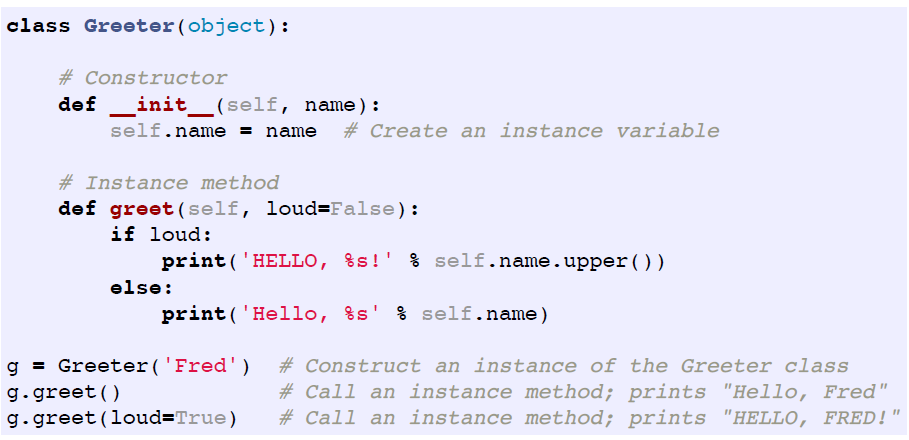 class Greeter(object):
    # Constructor
    def __init__(self, name):
        self.name = name  # Create an instance variable
    # Instance method
    def greet(self, loud=False):
        if loud:
            print('HELLO, %s!' % self.name.upper())
        else:
            print('Hello, %s' % self.name)
g = Greeter('Fred')  # Construct an instance of the Greeter class
g.greet()            # Call an instance method; prints "Hello, Fred"
g.greet(loud=True)   # Call an instance method; prints "HELLO, FRED!"